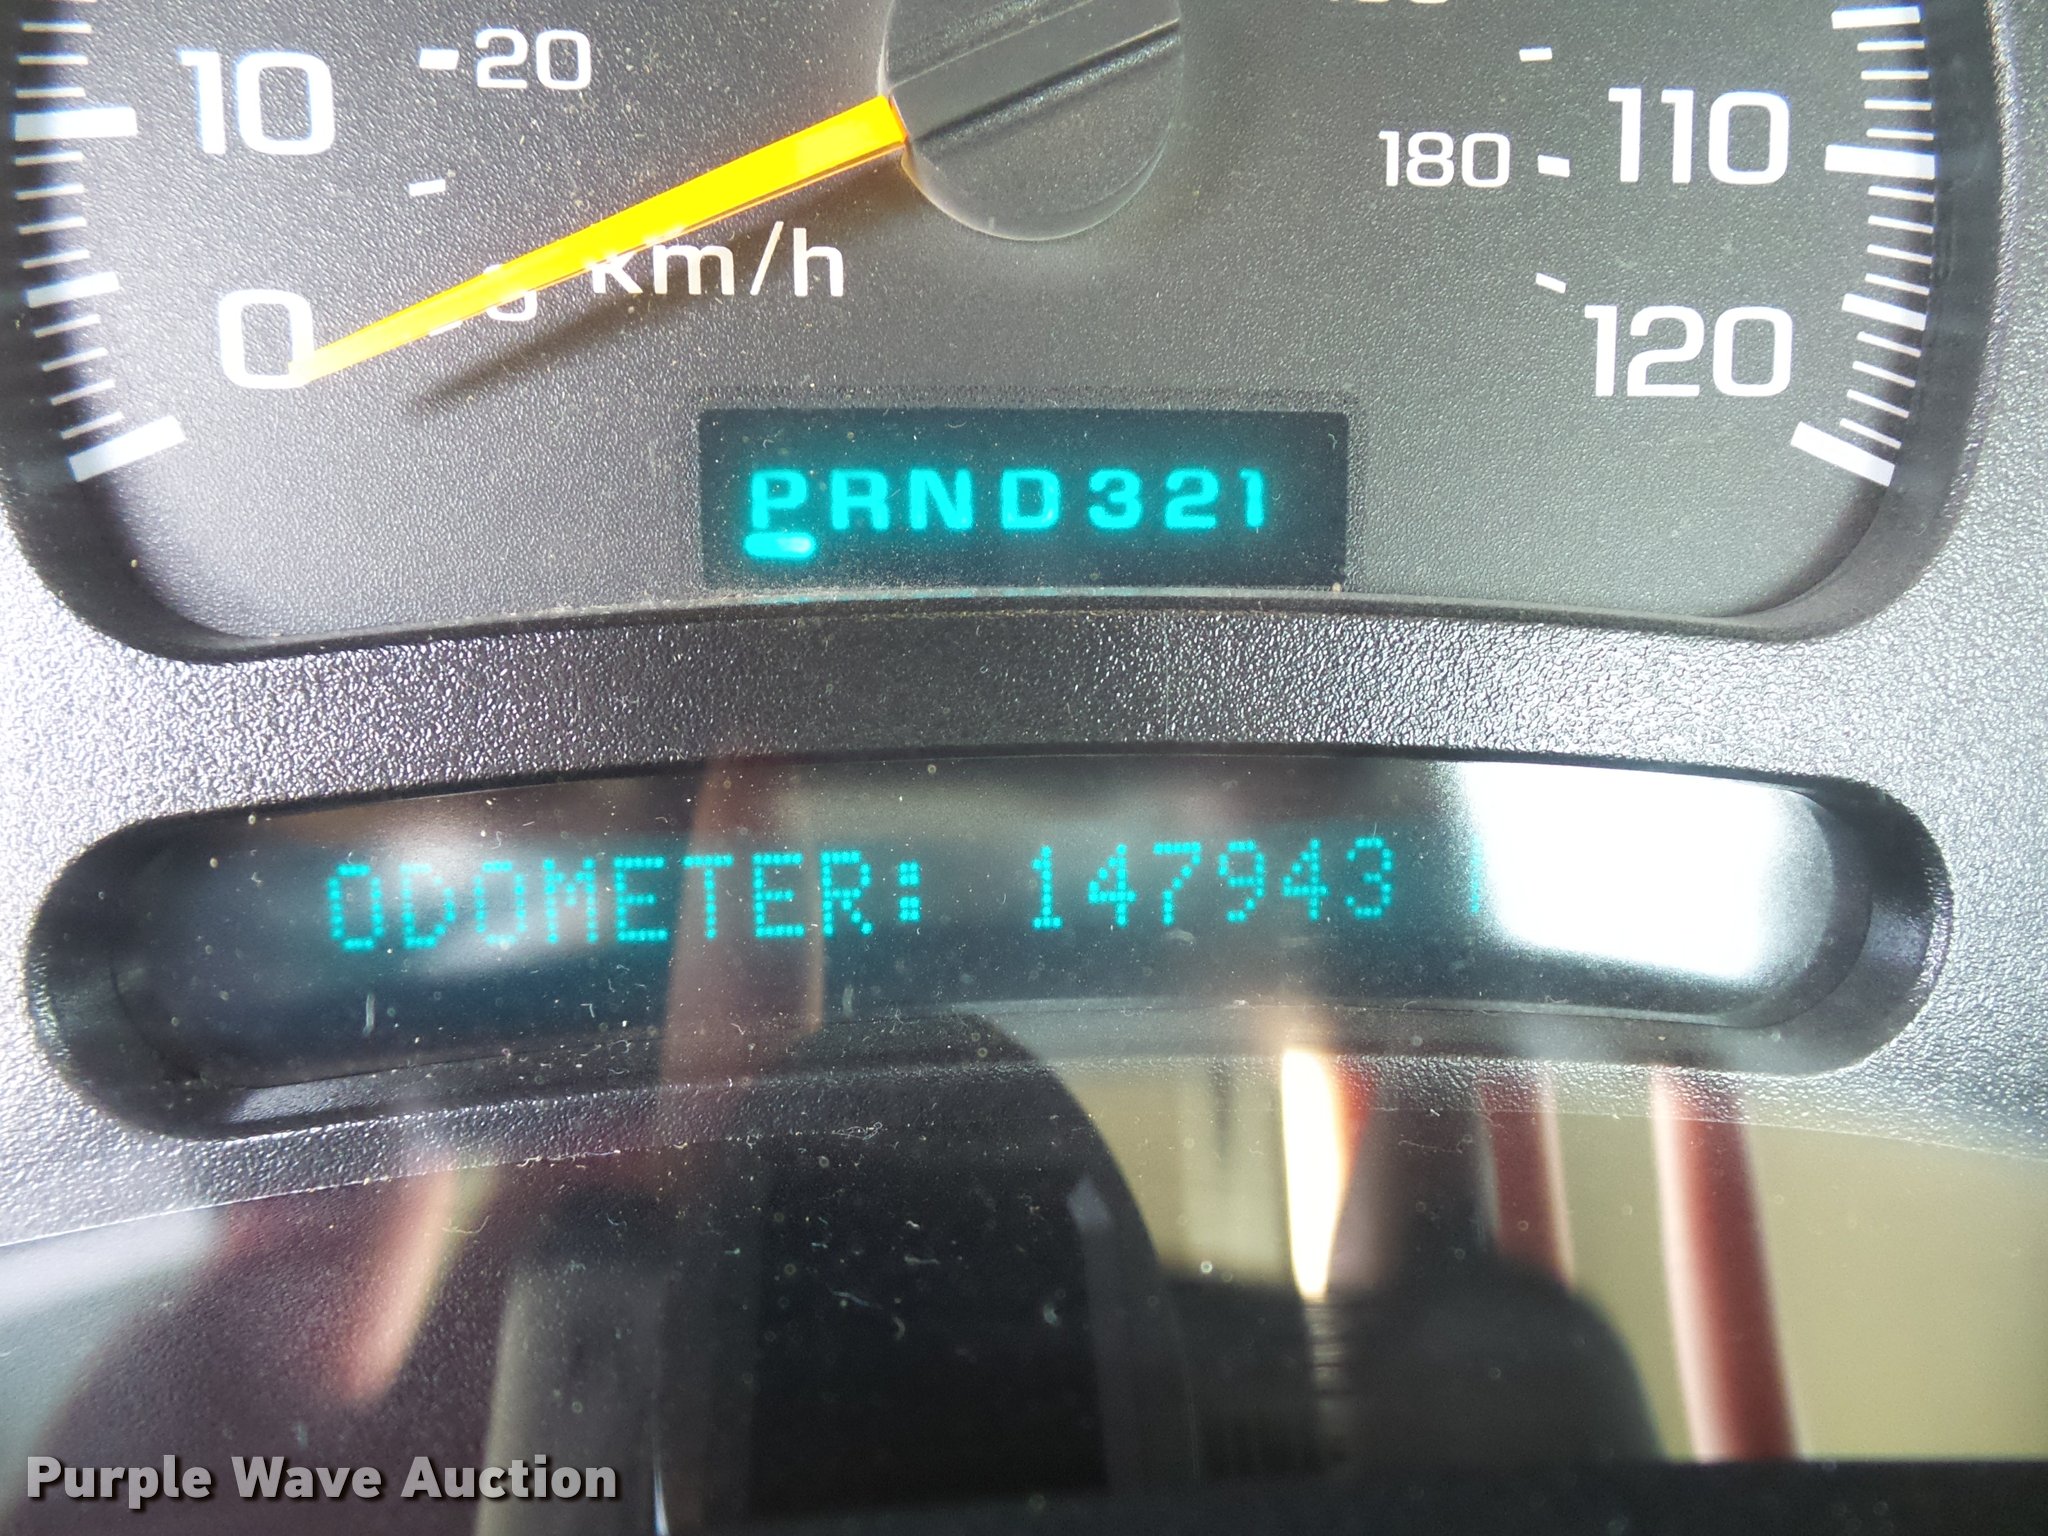 10 20
110
180
km/h
0
120
PRND321
ODOMETER: 147943
Purple Wave Auction